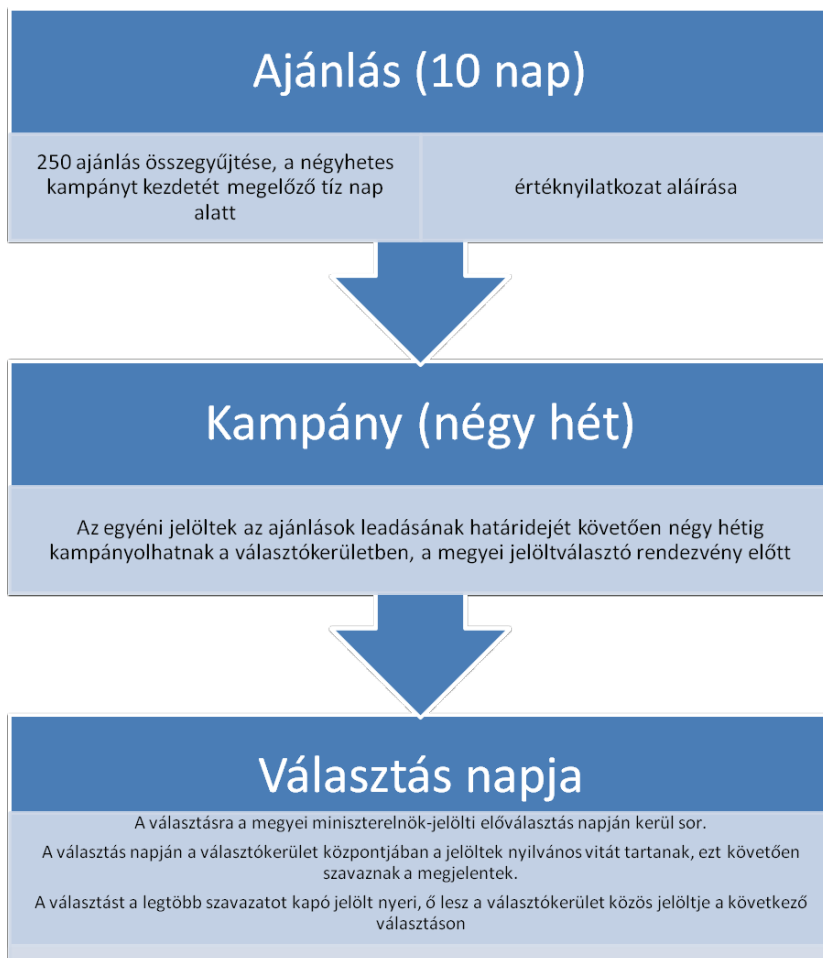 Ajánlás (10 nap)
250 ajánlás összegyűjtése, a négyhetes
kampányt kezdetét megelőző tíz nap
alatt
értéknyilatkozat aláírása
Kampány (négy hét)
Az egyéni jelöltek az ajánlások leadásának határidejét követően négy hétig
kampányolhatnak a választókerületben, a megyei jelöltválasztó rendezvény előtt
Választás napja
A választásra a megyei miniszterelnök-jelölti előválasztás napján kerül sor.
A választás napján a választókerület központjában a jelöltek nyilvános vitát tartanak, ezt követően
szavaznak a megjelentek.
A választást a legtöbb szavazatot kapó jelölt nyeri, ő lesz a választókerület közös jelöltje a következő
választáson